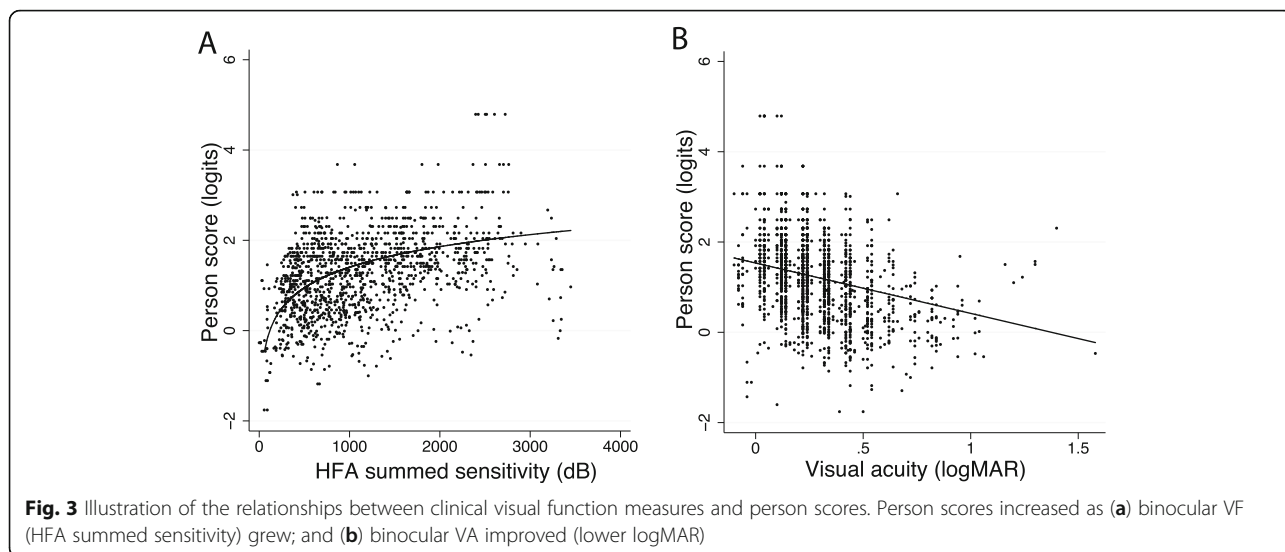 A
6
4
2
0
−2
Person score (logits)
0 1000 2000 3000 4000
HFA summed sensitivity (dB)
B
6
4
2
0
−2
Person score (logits)
0 .5 1 1.5
Visual acuity (logMAR)
Fig. 3 Illustration of the relationships between clinical visual function measures and person scores. Person scores increased as (a) binocular VF
(HFA summed sensitivity) grew; and (b) binocular VA improved (lower logMAR)